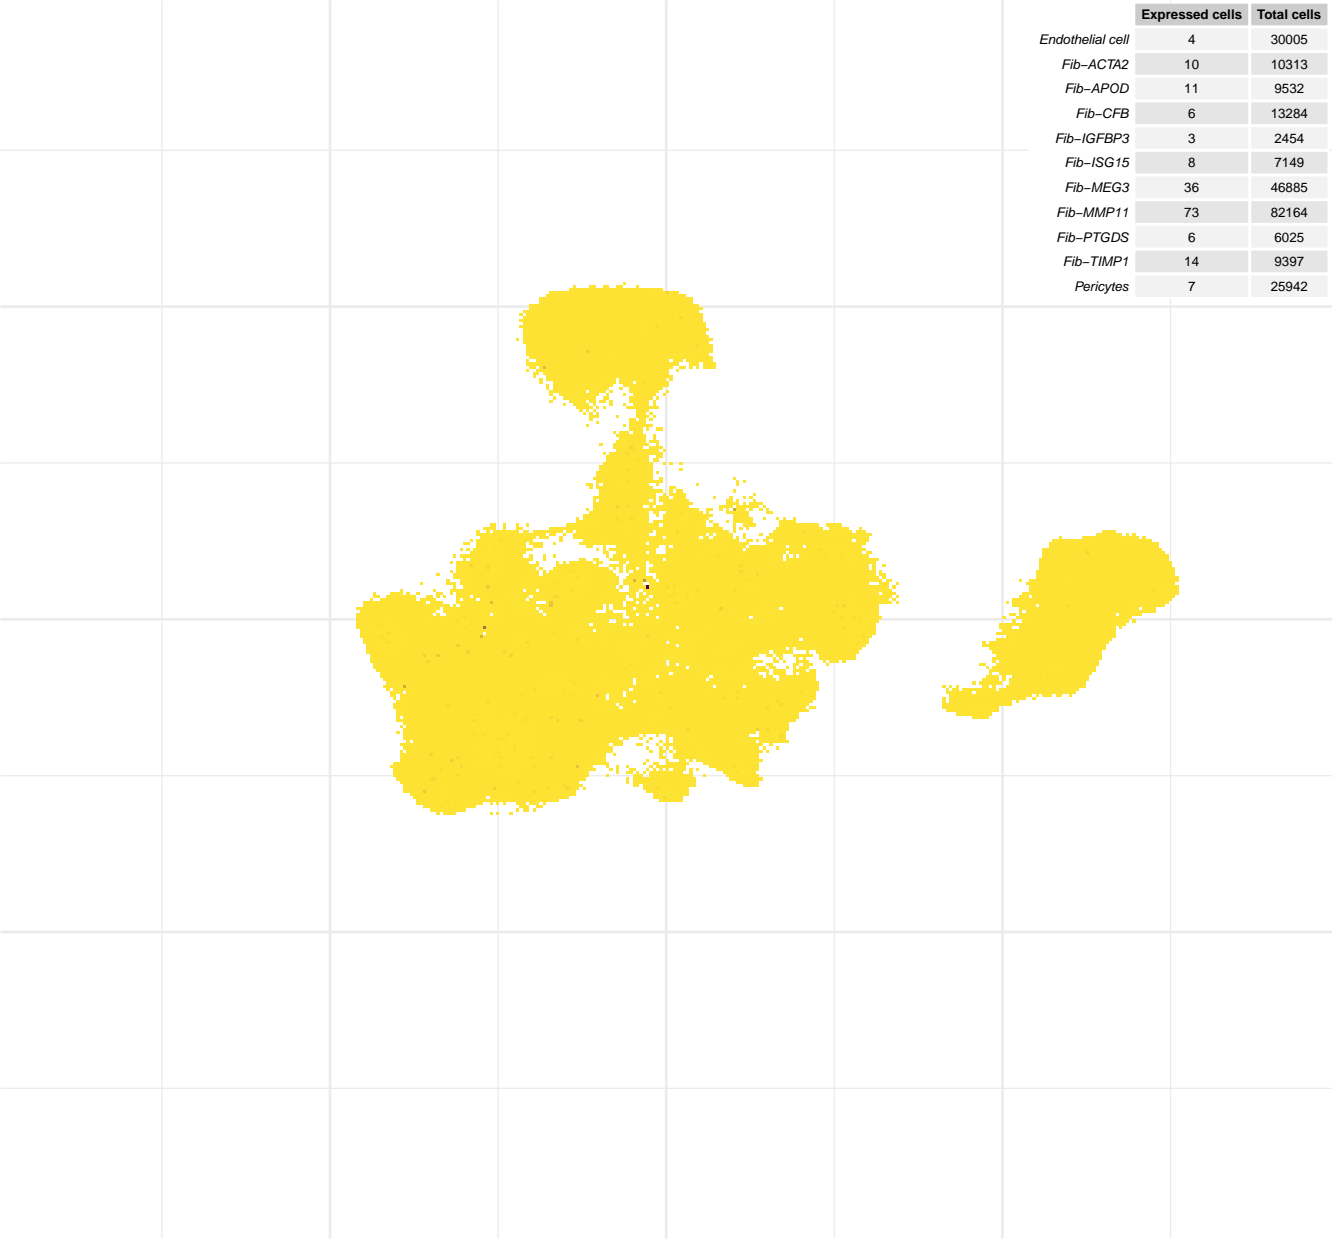 Expressed cells Total cells
Endothelial cell 4 30005
Fib−ACTA2 10 10313
Fib−APOD 11 9532
Fib−CFB 6 13284
Fib−IGFBP3 3 2454
Fib−ISG15 8 7149
Fib−MEG3 36 46885
Fib−MMP11 73 82164
Fib−PTGDS 6 6025
Fib−TIMP1 14 9397
Pericytes 7 25942